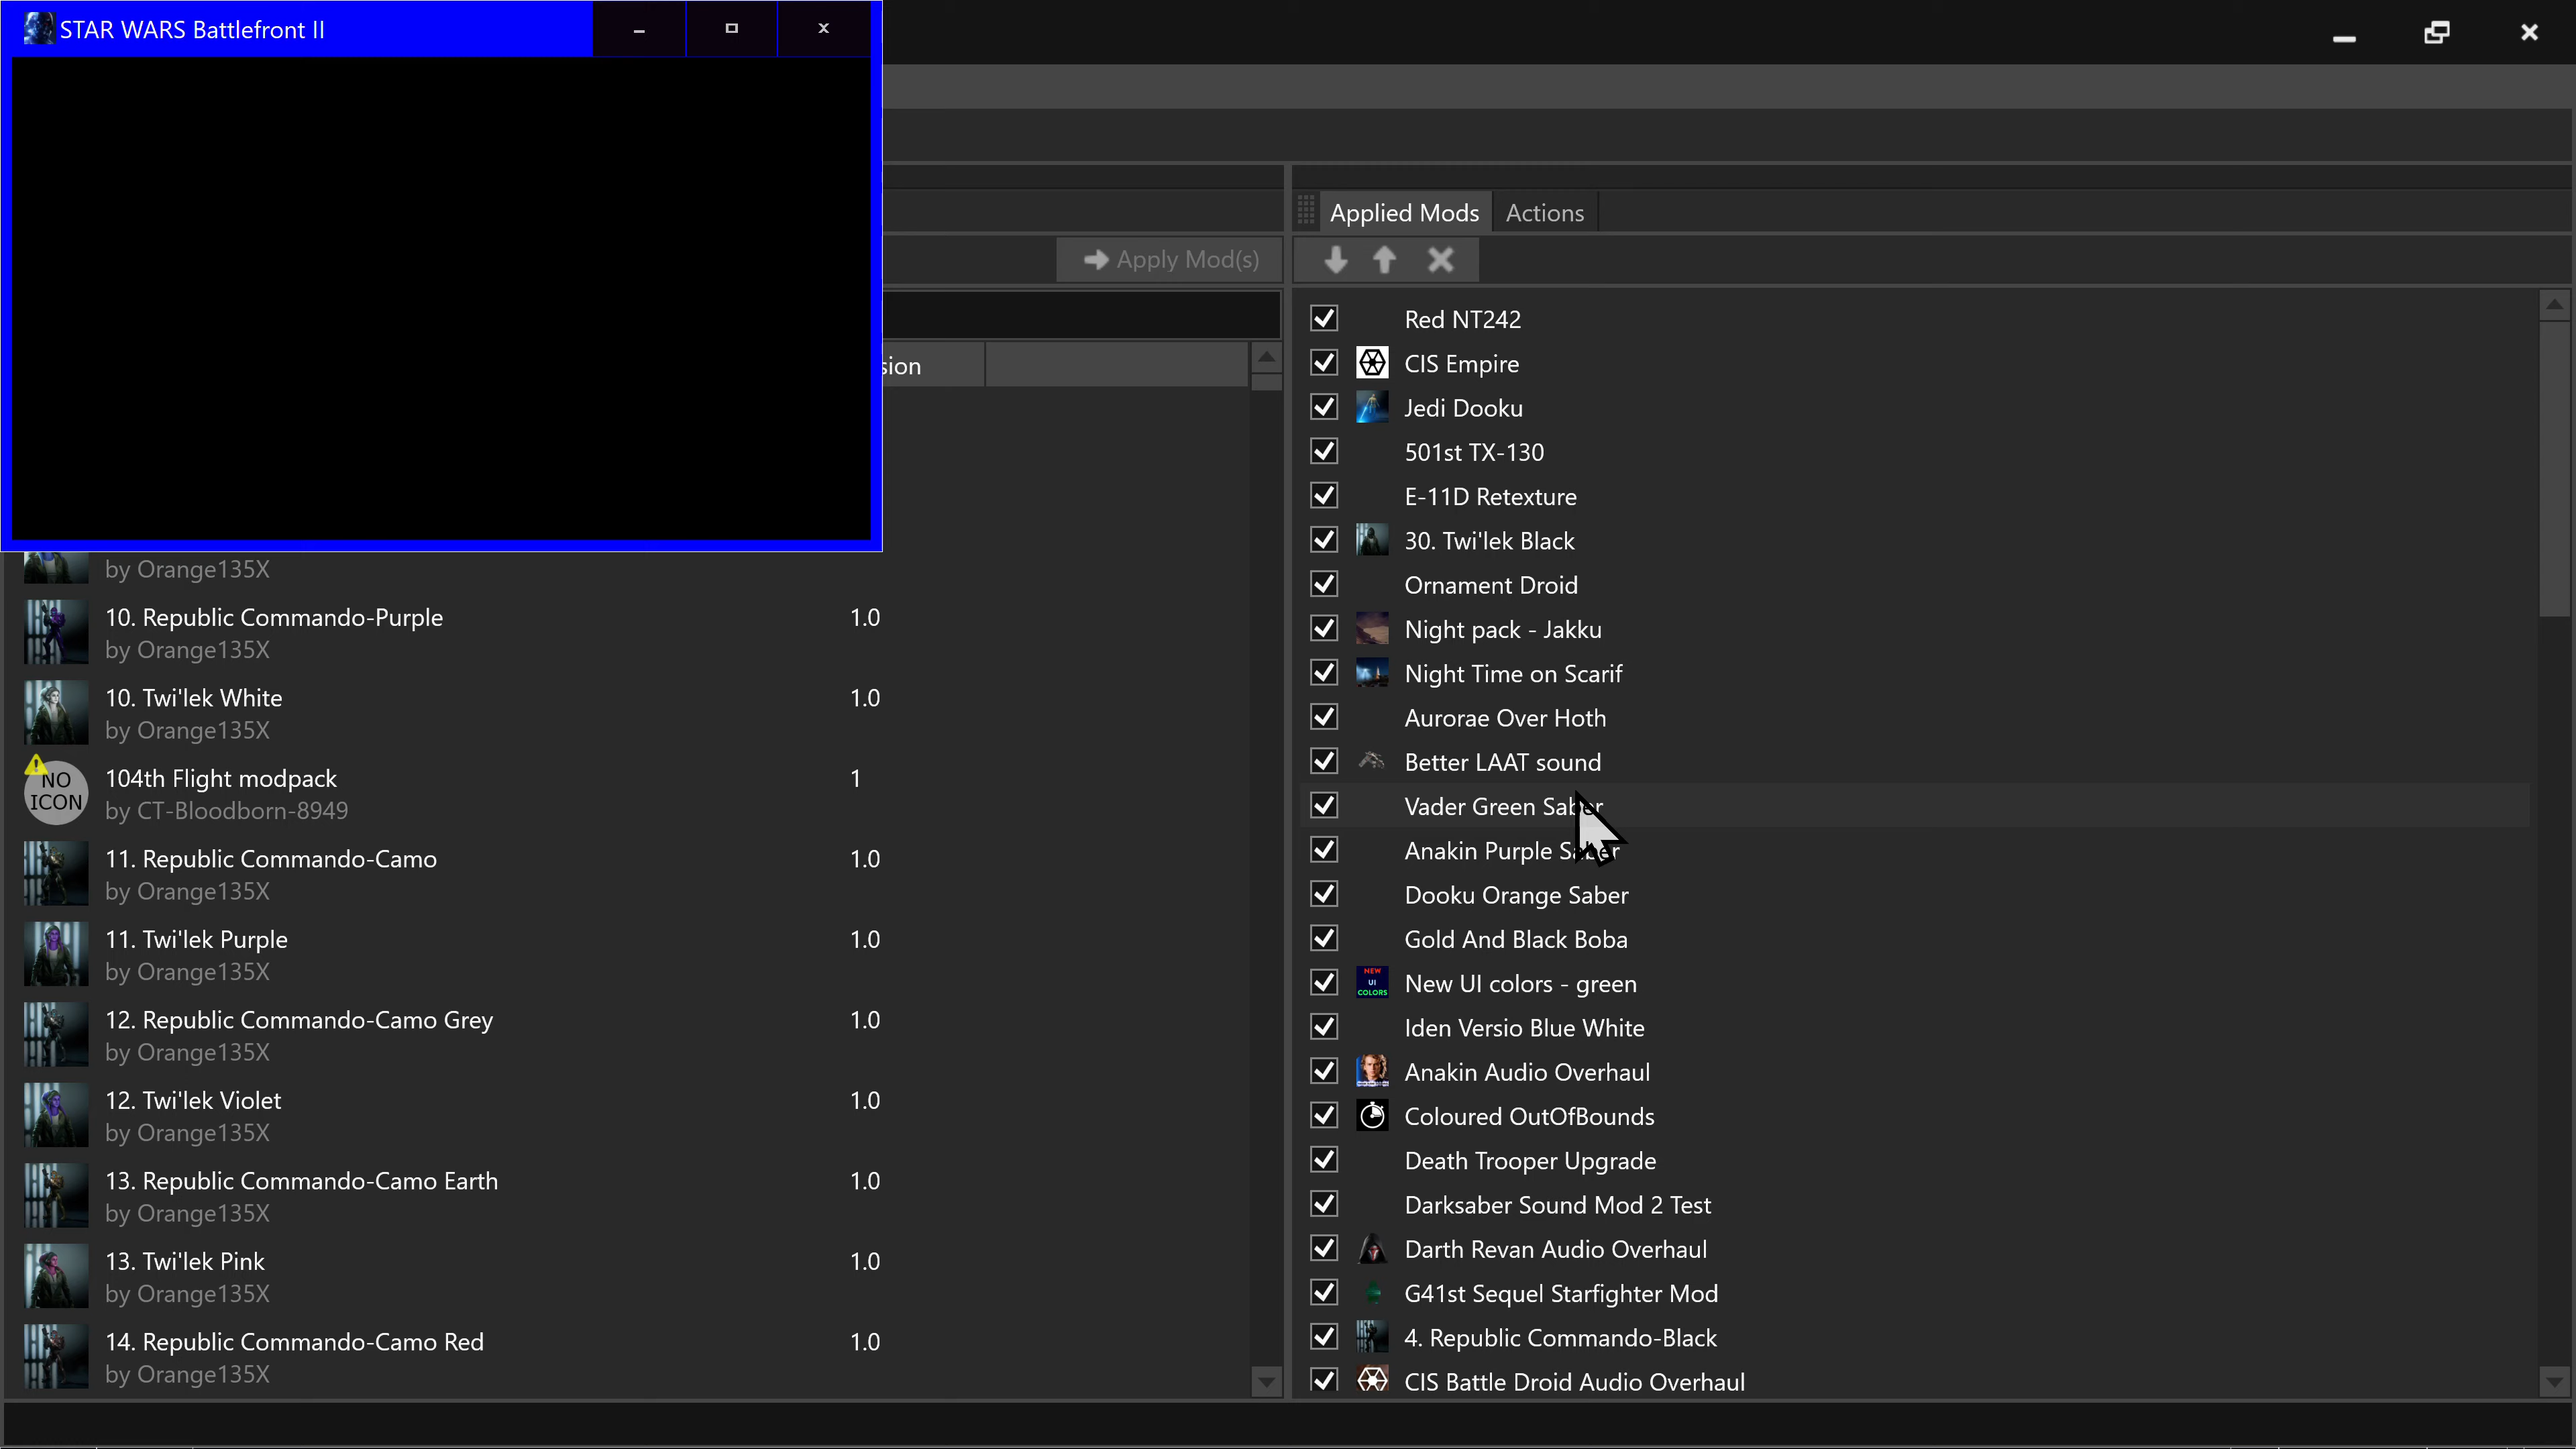 STAR WARS Battlefront II
Applied Mods
Actions
Apply Mod(s)
sion
by Orange135X
10. Republic Commando-Purple
1.0
by Orange135X
10. Twi'lek White
1.0
by Orange135X
NO
ICON
104th Flight modpack
1
by CT-Bloodborn-8949
11. Republic Commando-Camo
1.0
by Orange135X
11. Twi'lek Purple
1.0
by Orange135X
12. Republic Commando-Camo Grey
1.0
by Orange135X
12. Twi'lek Violet
1.0
by Orange135X
13. Republic Commando-Camo Earth
1.0
by Orange135X
13. Twi'lek Pink
1.0
by Orange135X
14. Republic Commando-Camo Red
1.0
by Orange135X
Red NT242
CIS Empire
Jedi Dooku
501st TX-130
E-11D Retexture
30. Twi'lek Black
Ornament Droid
Night pack - Jakku
Night Time on Scarif
Aurorae Over Hoth
Better LAAT sound
Vader Green Saber
Anakin Purple Saber
Dooku Orange Saber
Gold And Black Boba
NEW
UI
COLORS
New UI colors - green
Iden Versio Blue White
Anakin Audio Overhaul
Coloured OutOfBounds
Death Trooper Upgrade
Darksaber Sound Mod 2 Test
Darth Revan Audio Overhaul
G41st Sequel Starfighter Mod
4. Republic Commando-Black
CIS Battle Droid Audio Overhaul